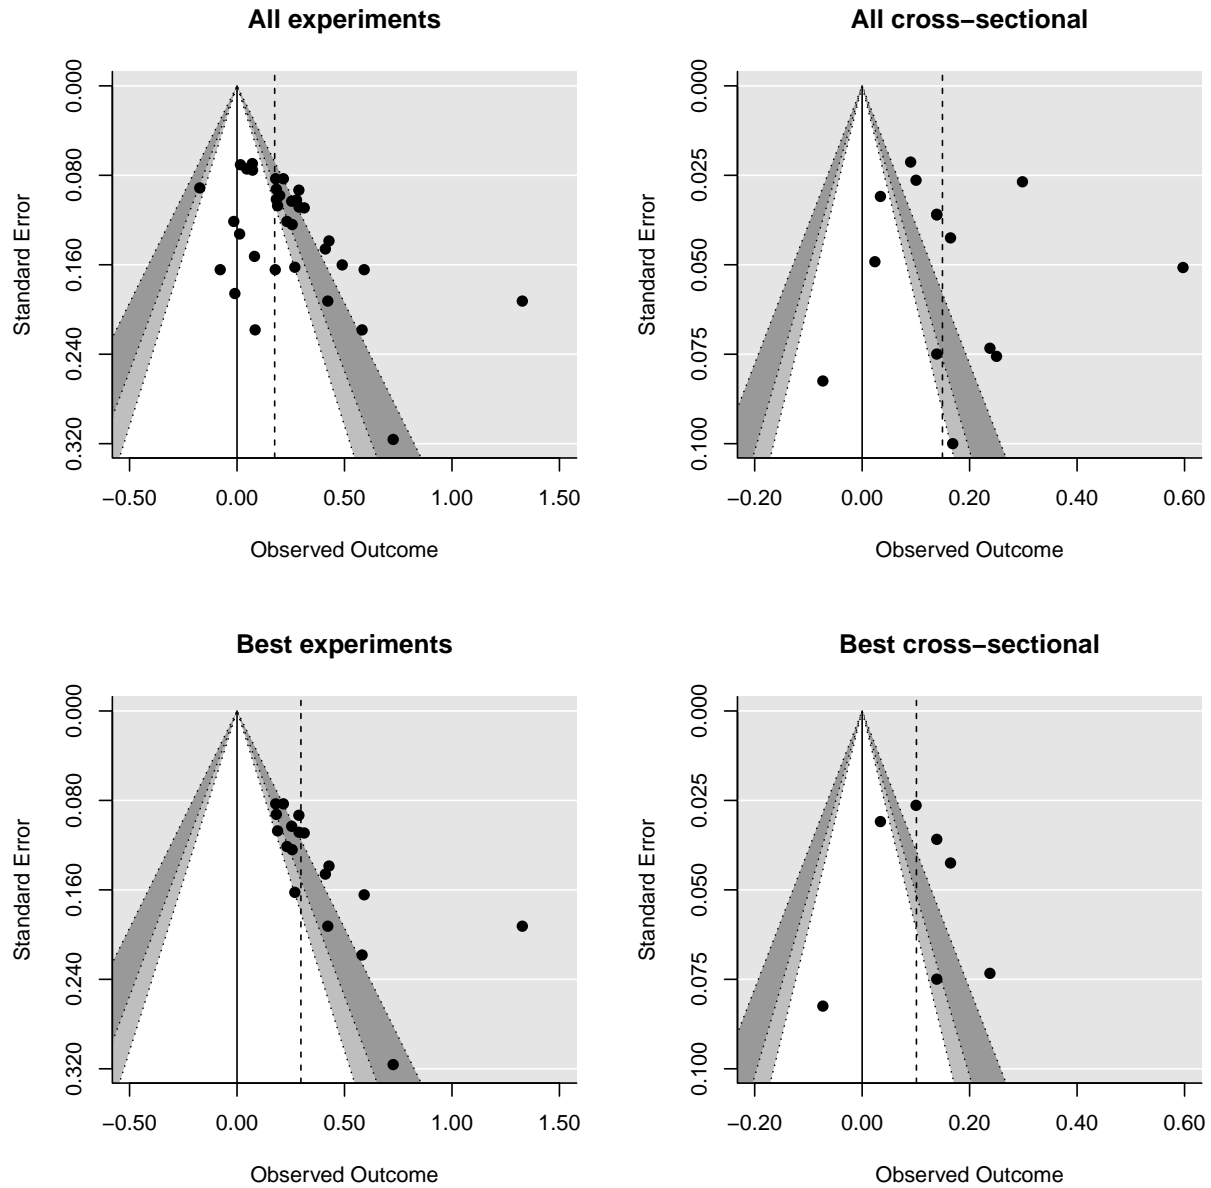 All experiments
Standard Error
0.000
0.080
0.160
0.240
0.320
−0.50 0.00 0.50 1.00 1.50
Observed Outcome
All cross−sectional
Standard Error
0.000
0.025
0.050
0.075
0.100
−0.20 0.00 0.20 0.40 0.60
Observed Outcome
Best experiments
Standard Error
0.000
0.080
0.160
0.240
0.320
−0.50 0.00 0.50 1.00 1.50
Observed Outcome
Best cross−sectional
Standard Error
0.000
0.025
0.050
0.075
0.100
−0.20 0.00 0.20 0.40 0.60
Observed Outcome